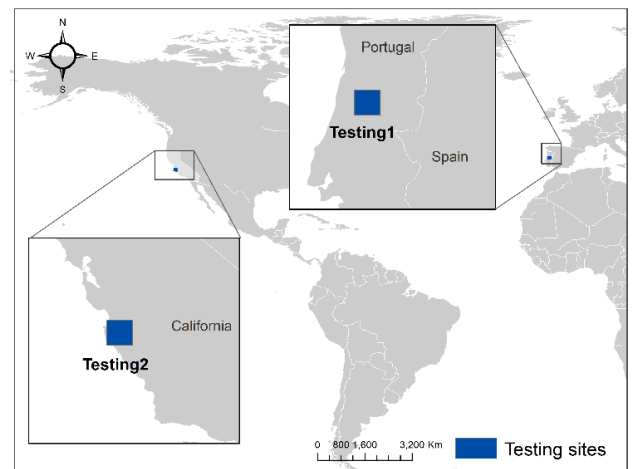 N
W E
S
Portugal
Testing1
Spain
California
Testing2
0 800 1,600 3,200 Km
Testing sites